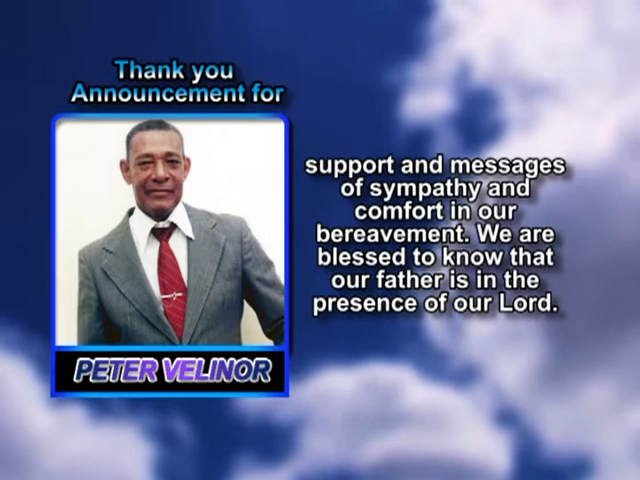 Thank you
Announcement for
PETER VELINOR
support and messages
of sympathy and
comfort in our
bereavement. We are
blessed to know that
our father is in the
presence of our Lord.